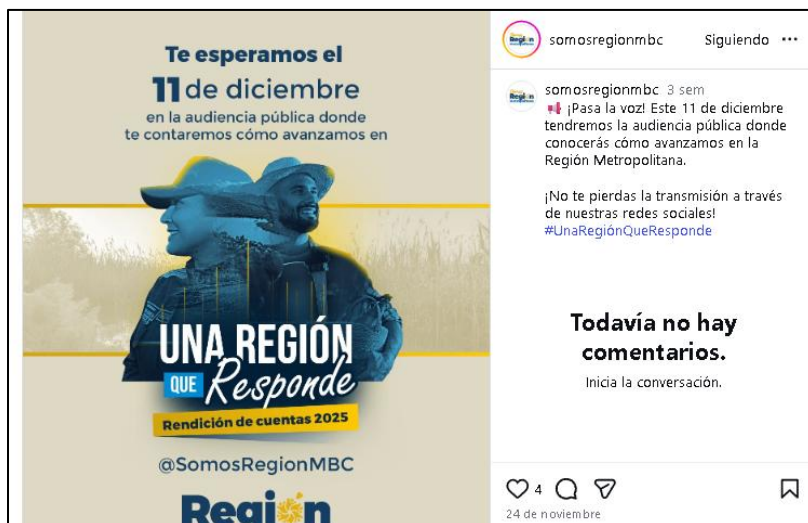 Te esperamos el
11 de diciembre
en la audiencia pública donde
te contaremos cómo avanzamos en
UNA REGIÓN
QUE Responde
Rendición de cuentas 2025
@SomosRegionMBC
Región
somosregionmbc Siguiendo
somosregionmbc 3 sem
¡Pasa la voz! Este 11 de diciembre
tendremos la audiencia pública donde
conocerás cómo avanzamos en la
Región Metropolitana.
¡No te pierdas la transmisión a través
de nuestras redes sociales!
#UnaRegiónQueResponde
Todavía no hay
comentarios.
Inicia la conversación.
4
24 de noviembre